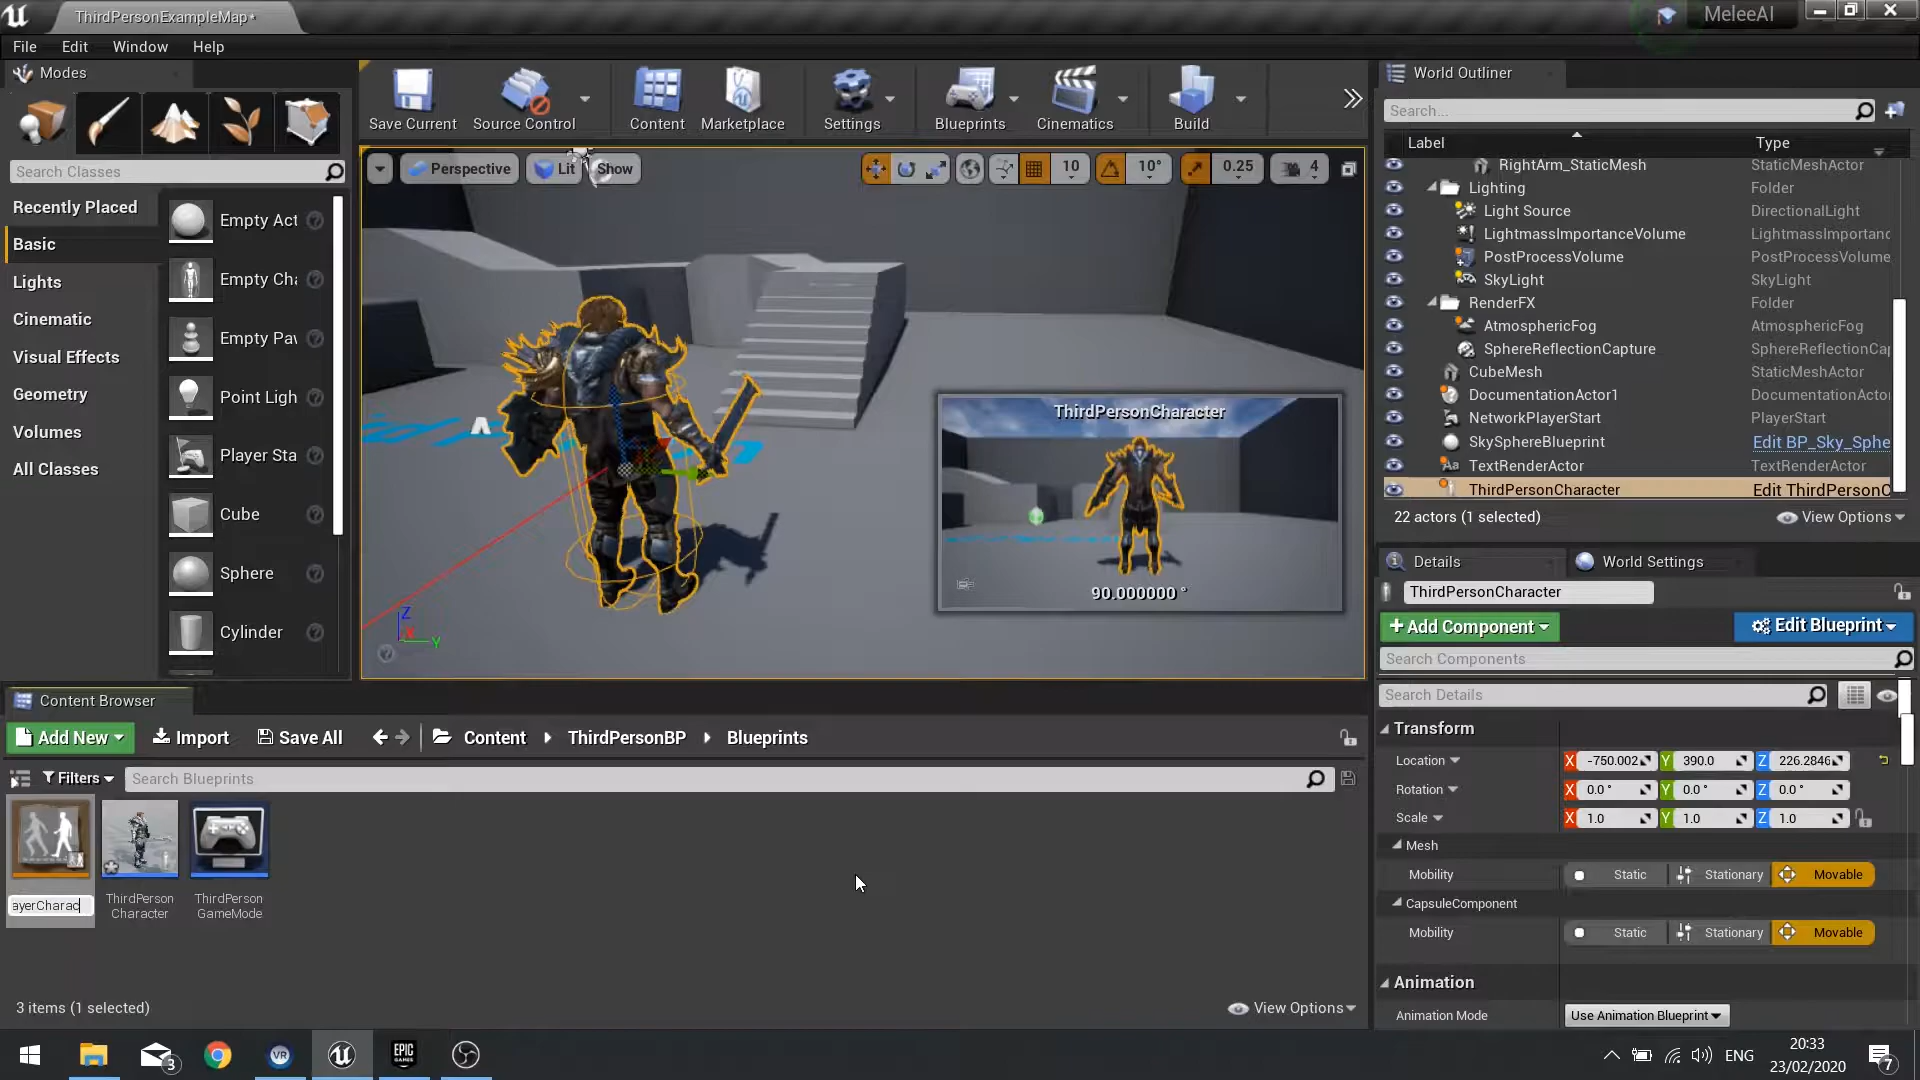 ThirdPersonExampleMap*
MeleeAI
File Edit Window Help
Modes
Search Classes
Recently Placed
Basic
Lights
Cinematic
Visual Effects
Geometry
Volumes
All Classes
Empty Act
Empty Cha
Empty Pav
Point Ligh
Player Sta
Cube
Sphere
Cylinder
Save Current
Source Control
Content
Marketplace
Settings
Blueprints
Cinematics
Build
Perspective
Lit
Show
10
10°
0.25
4
ThirdPersonCharacter
90.000000 °
Z
X
Y
World Outliner
Search...
Label Type
RightArm_StaticMesh StaticMeshActor
Lighting Folder
Light Source DirectionalLight
LightmassImportanceVolume LightmassImportanc
PostProcessVolume PostProcessVolume
SkyLight SkyLight
RenderFX Folder
AtmosphericFog AtmosphericFog
SphereReflectionCapture SphereReflectionCap
CubeMesh StaticMeshActor
DocumentationActor1 DocumentationActo
NetworkPlayerStart PlayerStart
SkySphereBlueprint Edit BP_Sky_Sphe
TextRenderActor TextRenderActor
ThirdPersonCharacter Edit ThirdPersonC
22 actors (1 selected)
View Options
Details
World Settings
ThirdPersonCharacter
+Add Component
Edit Blueprint
Search Components
Search Details
Transform
Location X -750.002 Y 390.0 Z 226.2846
Rotation X 0.0 ° Y 0.0 ° Z 0.0 °
Scale X 1.0 Y 1.0 Z 1.0
Mesh
Mobility Static Stationary Movable
CapsuleComponent
Mobility Static Stationary Movable
Animation
Animation Mode Use Animation Blueprint
Content Browser
Add New
Import
Save All
Content
ThirdPersonBP
Blueprints
Filters
Search Blueprints
ayerCharac
ThirdPerson
Character
ThirdPerson
GameMode
3 items (1 selected)
View Options
3
VR
EPIC
GAMES
ENG
20:33
23/02/2020
7